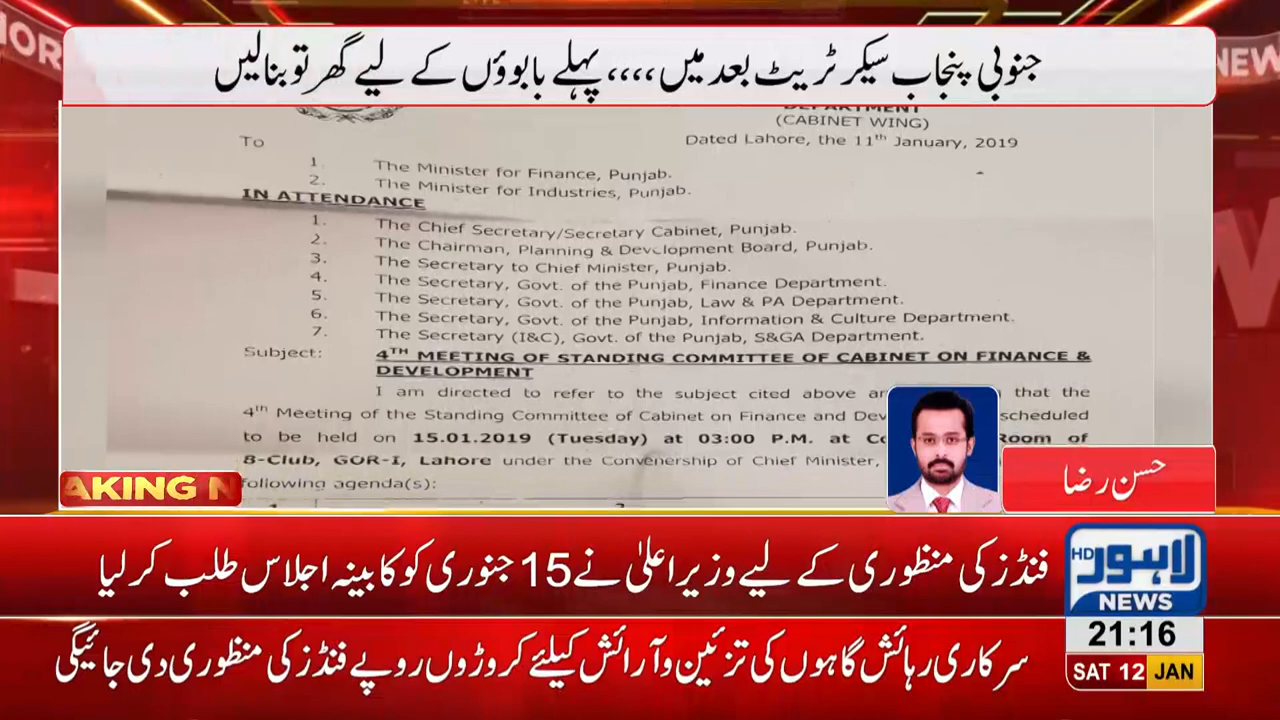 جنوبی پنجاب سیکرٹریٹ بعد میں ،،،، پہلے بابوؤں کے لیے گھر تو بنالیں
DEPARTMENT
(CABINET WING)
Dated Lahore, the 11th January, 2019
To
1. The Minister for Finance, Punjab.
2. The Minister for Industries, Punjab.
IN ATTENDANCE
1. The Chief Secretary/Secretary Cabinet, Punjab.
2. The Chairman, Planning & Development Board, Punjab.
3. The Secretary to Chief Minister, Punjab.
4. The Secretary, Govt. of the Punjab, Finance Department.
5. The Secretary, Govt. of the Punjab, Law & PA Department.
6. The Secretary, Govt. of the Punjab, Information & Culture Department.
7. The Secretary (I&C), Govt. of the Punjab, S&GA Department.
Subject: 4TH MEETING OF STANDING COMMITTEE OF CABINET ON FINANCE &
DEVELOPMENT
I am directed to refer to the subject cited above that the
4th Meeting of the Standing Committee of Cabinet on Finance and scheduled
to be held on 15.01.2019 (Tuesday) at 03:00 P.M. at Room of
8-Club, GOR-I, Lahore under the Convenership of Chief Minister,
following agenda(s):
حسن رضا
AKING N
فنڈز کی منظوری کے لیے وزیراعلیٰ نے 15 جنوری کو کابینہ اجلاس طلب کرلیا
سرکاری رہائش گاہوں کی تزئین و آرائش کیلئے کروڑوں روپے فنڈز کی منظوری دی جائیگی
لاہور HD
NEWS
21:16
SAT 12 JAN